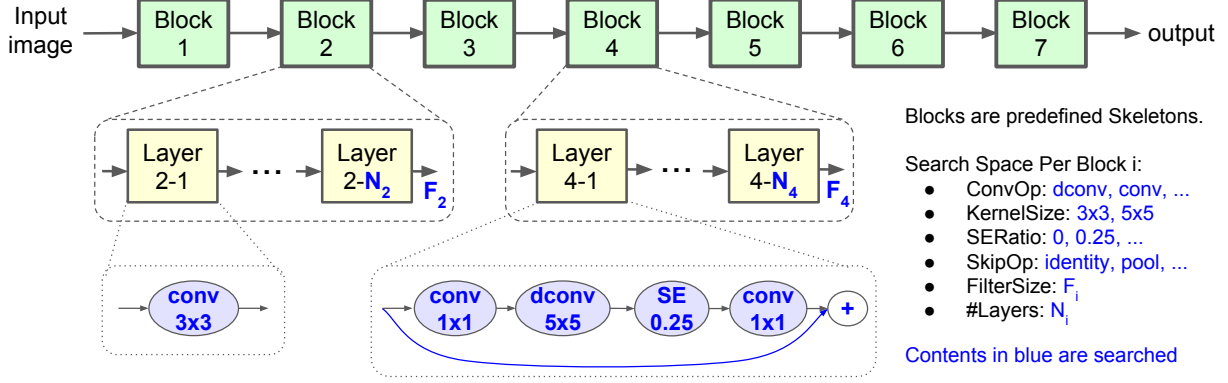 Input
image
Block
1
Block
2
Block
3
Block
4
Block
5
Block
6
Block
7
output
Layer
2-1
...
Layer
2-N2
F2
Layer
4-1
...
Layer
4-N4
F4
conv
3x3
conv
1x1
dconv
5x5
SE
0.25
conv
1x1
+
Blocks are predefined Skeletons.
Search Space Per Block i:
● ConvOp: dconv, conv, ...
● KernelSize: 3x3, 5x5
● SERatio: 0, 0.25, ...
● SkipOp: identity, pool, ...
● FilterSize: Fi
● #Layers: Ni
Contents in blue are searched